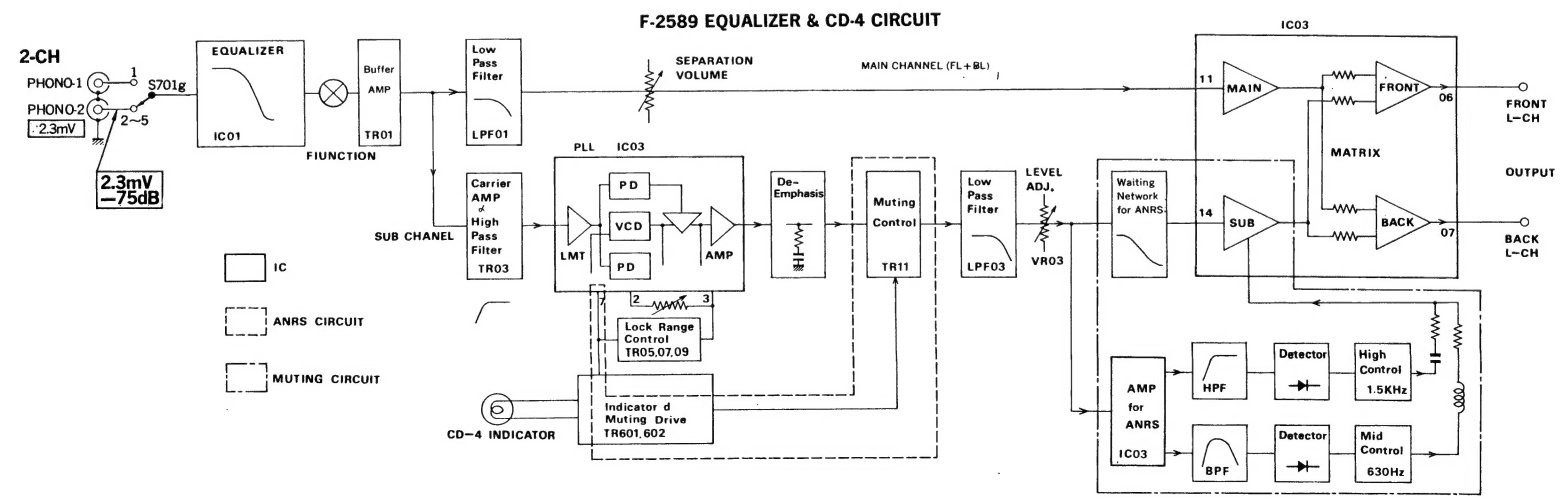 F-2589 EQUALIZER & CD-4 CIRCUIT
2-CH
PHONO-1
1
S701g
PHONO-2
2~5
2.3mV
2.3mV
-75dB
EQUALIZER
IC01
FIUNCTION
Buffer
AMP
TR01
Low
Pass
Filter
LPF01
SEPARATION
VOLUME
MAIN CHANNEL (FL+BL)
IC03
11
MAIN
FRONT
06
FRONT
L-CH
MATRIX
OUTPUT
14
SUB
BACK
07
BACK
L-CH
SUB CHANEL
Carrier
AMP
&
High
Pass
Filter
TR03
PLL IC03
LMT
PD
VCD
PD
AMP
7
2
3
Lock Range
Control
TR05,07,09
De-
Emphasis
Muting
Control
TR11
Low
Pass
Filter
LPF03
LEVEL
ADJ.
VR03
Waiting
Network
for ANRS
IC
ANRS CIRCUIT
MUTING CIRCUIT
CD-4 INDICATOR
Indicator d
Muting Drive
TR601,602
AMP
for
ANRS
IC03
HPF
Detector
High
Control
1.5KHz
BPF
Detector
Mid
Control
630Hz